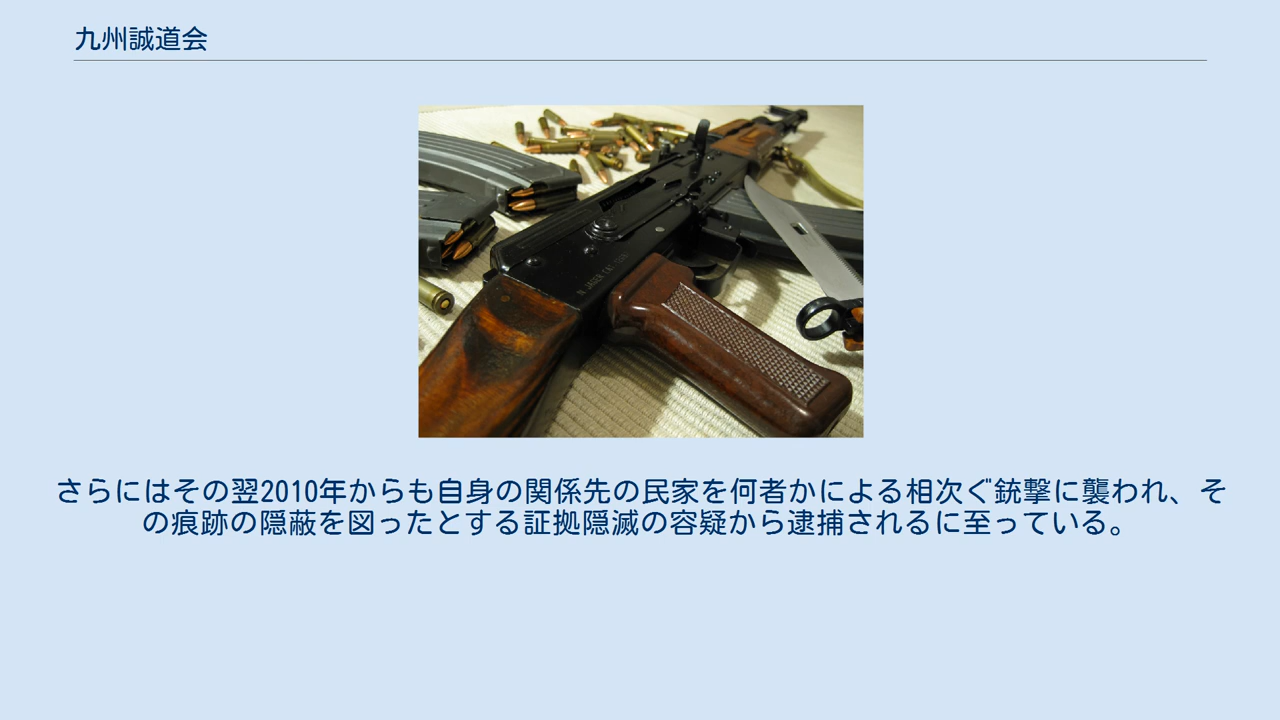 九州誠道会
さらにはその翌2010年からも自身の関係先の民家を何者かによる相次ぐ銃撃に襲われ、そ
の痕跡の隠蔽を図ったとする証拠隠滅の容疑から逮捕されるに至っている。